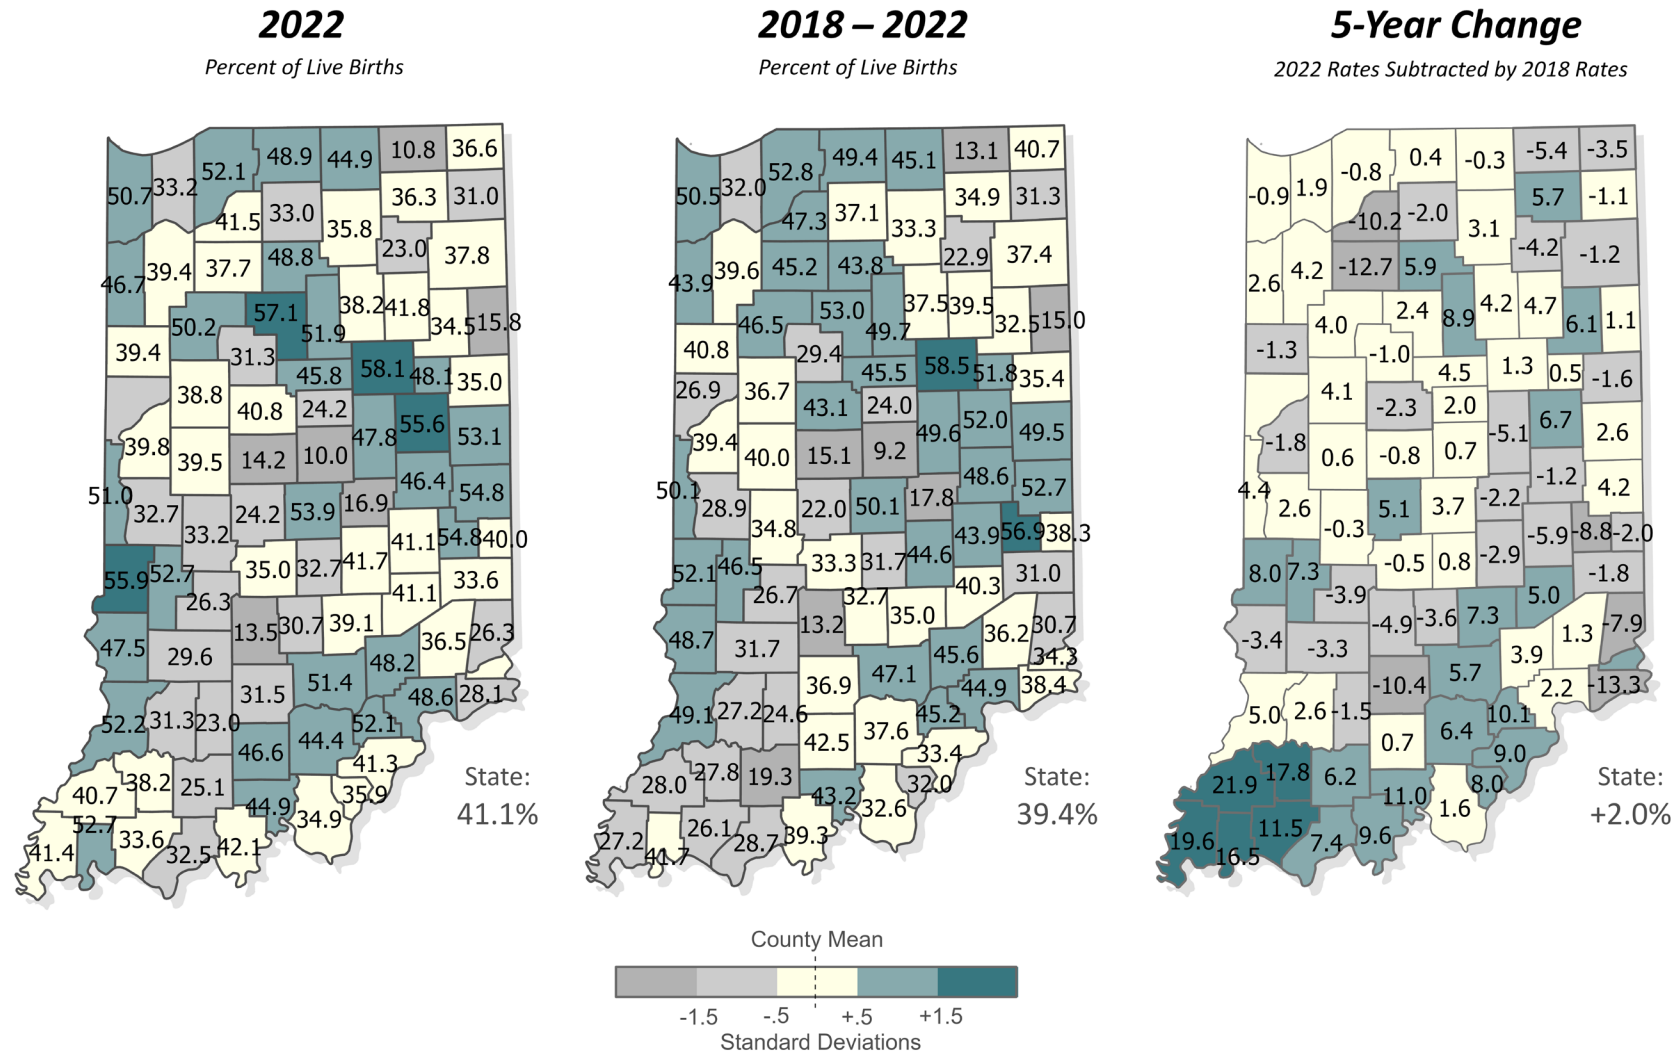 2022
Percent of Live Births
50.7 33.2 52.1 48.9 44.9 10.8 36.6
41.5 33.0 35.8 36.3 31.0
46.7 39.4 37.7 48.8 23.0 37.8
50.2 57.1 51.9 38.2 41.8 34.5 15.8
39.4 31.3 45.8 58.1 48.1 35.0
38.8 40.8 24.2 47.8 55.6 53.1
39.8 39.5 14.2 10.0 46.4
51.0 32.7 33.2 24.2 53.9 16.9 54.8
55.9 52.7 35.0 32.7 41.7 41.1 54.8 40.0
26.3 41.1 33.6
47.5 29.6 13.5 30.7 39.1 36.5 26.3
31.5 51.4 48.2 48.6 28.1
52.2 31.3 23.0 46.6 44.4 52.1
40.7 38.2 25.1 44.9 41.3
52.7 34.9 35.9
41.4 33.6 32.5 42.1
State:
41.1%
2018 – 2022
Percent of Live Births
50.5 32.0 52.8 49.4 45.1 13.1 40.7
47.3 37.1 33.3 34.9 31.3
43.9 39.6 45.2 43.8 22.9 37.4
46.5 53.0 49.7 37.5 39.5 32.5 15.0
40.8 29.4 45.5 58.5 51.8 35.4
26.9 36.7 43.1 24.0 49.6 52.0 49.5
39.4 40.0 15.1 9.2 48.6
50.1 28.9 34.8 22.0 50.1 17.8 52.7
52.1 46.5 33.3 31.7 44.6 43.9 56.9 38.3
26.7 32.7 40.3 31.0
48.7 31.7 13.2 35.0 45.6 36.2 30.7
36.9 47.1 44.9 34.3 38.4
49.1 27.2 24.6 42.5 37.6 45.2
28.0 27.8 19.3 43.2 33.4
32.6 32.0
27.2 41.7 26.1 28.7 39.3
State:
39.4%
5-Year Change
2022 Rates Subtracted by 2018 Rates
-0.9 1.9 -0.8 0.4 -0.3 -5.4 -3.5
-10.2 -2.0 3.1 5.7 -1.1
2.6 4.2 -12.7 5.9 -4.2 -1.2
4.0 2.4 8.9 4.2 4.7 6.1 1.1
-1.3 -1.0 4.5 1.3 0.5 -1.6
4.1 -2.3 2.0 -5.1 6.7 2.6
-1.8 0.6 -0.8 0.7 -1.2
4.4 2.6 -0.3 5.1 3.7 -2.2 4.2
8.0 7.3 -0.5 0.8 -2.9 -5.9 -8.8 -2.0
-3.9 5.0 -1.8
-3.4 -3.3 -4.9 -3.6 7.3 1.3 -7.9
-10.4 5.7 3.9 2.2 -13.3
5.0 2.6 -1.5 0.7 6.4 10.1
21.9 17.8 6.2 11.0 9.0
1.6 8.0
19.6 16.5 11.5 7.4 9.6
State:
+2.0%
County Mean
-1.5 -.5 +.5 +1.5
Standard Deviations